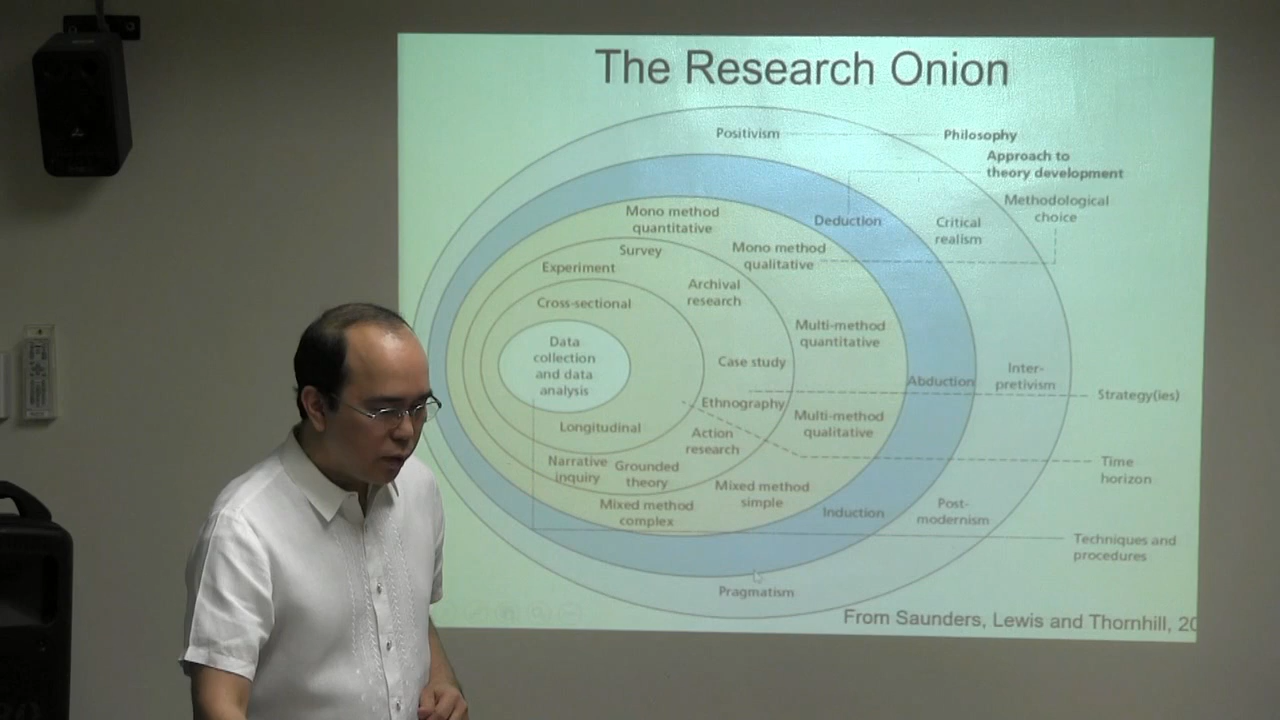 The Research Onion
Positivism
Philosophy
Approach to
theory development
Methodological
choice
Mono method
quantitative
Deduction
Critical
realism
Survey
Mono method
qualitative
Experiment
Archival
research
Cross-sectional
Multi-method
quantitative
Data
collection
and data
analysis
Case study
Inter-
pretivism
Abduction
Strategy(ies)
Ethnography
Multi-method
qualitative
Longitudinal
Action
research
Time
horizon
Narrative
inquiry
Grounded
theory
Mixed method
simple
Mixed method
complex
Induction
Post-
modernism
Techniques and
procedures
Pragmatism
From Saunders, Lewis and Thornhill, 20